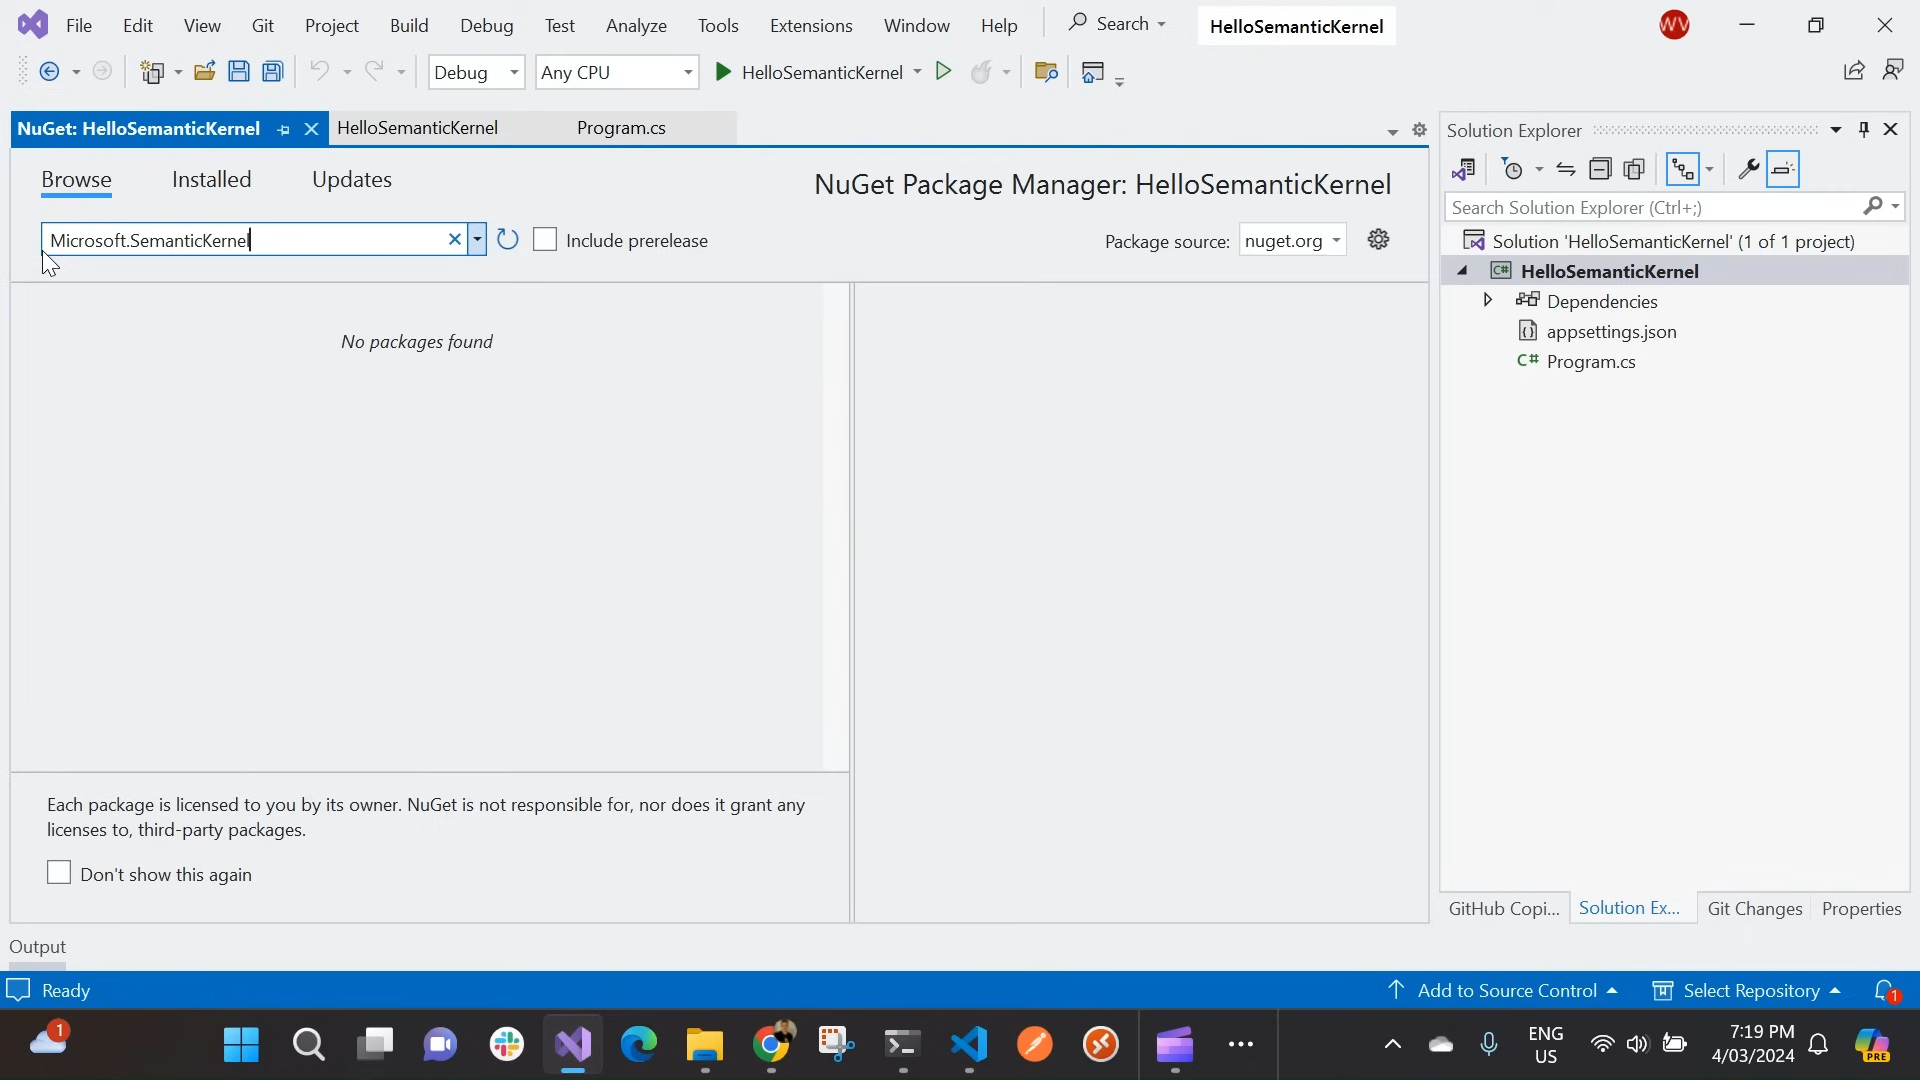 File Edit View Git Project Build Debug Test Analyze Tools Extensions Window Help Search HelloSemanticKernel WV
Debug Any CPU HelloSemanticKernel
NuGet: HelloSemanticKernel HelloSemanticKernel Program.cs
Browse Installed Updates
NuGet Package Manager: HelloSemanticKernel
Microsoft.SemanticKernel Include prerelease Package source: nuget.org
No packages found
Each package is licensed to you by its owner. NuGet is not responsible for, nor does it grant any
licenses to, third-party packages.
Don't show this again
Solution Explorer
Search Solution Explorer (Ctrl+;)
Solution 'HelloSemanticKernel' (1 of 1 project)
C# HelloSemanticKernel
Dependencies
appsettings.json
C# Program.cs
GitHub Copi... Solution Ex... Git Changes Properties
Output
Ready Add to Source Control Select Repository 1
1
ENG
US
7:19 PM
4/03/2024
PRE